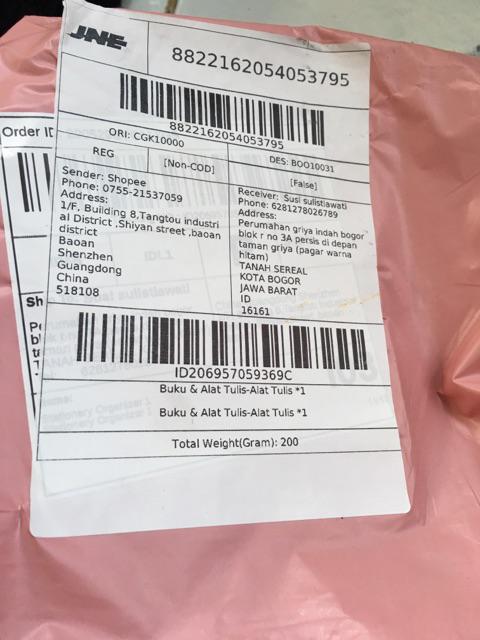 JNE
8822162054053795
8822162054053795
ORI: CGK10000
DES: BOO10031
REG
[Non-COD]
[False]
Sender: Shopee
Phone: 0755-21537059
Address:
1/F, Building 8,Tangtou industri
al District ,Shiyan street ,baoan
district
Baoan
Shenzhen
Guangdong
China
518108
Receiver: Susi sulistiawati
Phone: 6281278026789
Address:
Perumahan griya indah bogor
blok r no 3A persis di depan
taman griya (pagar warna
hitam)
TANAH SEREAL
KOTA BOGOR
JAWA BARAT
ID
16161
ID206957059369C
Buku & Alat Tulis-Alat Tulis *1
Buku & Alat Tulis-Alat Tulis *1
Total Weight(Gram): 200
Order ID